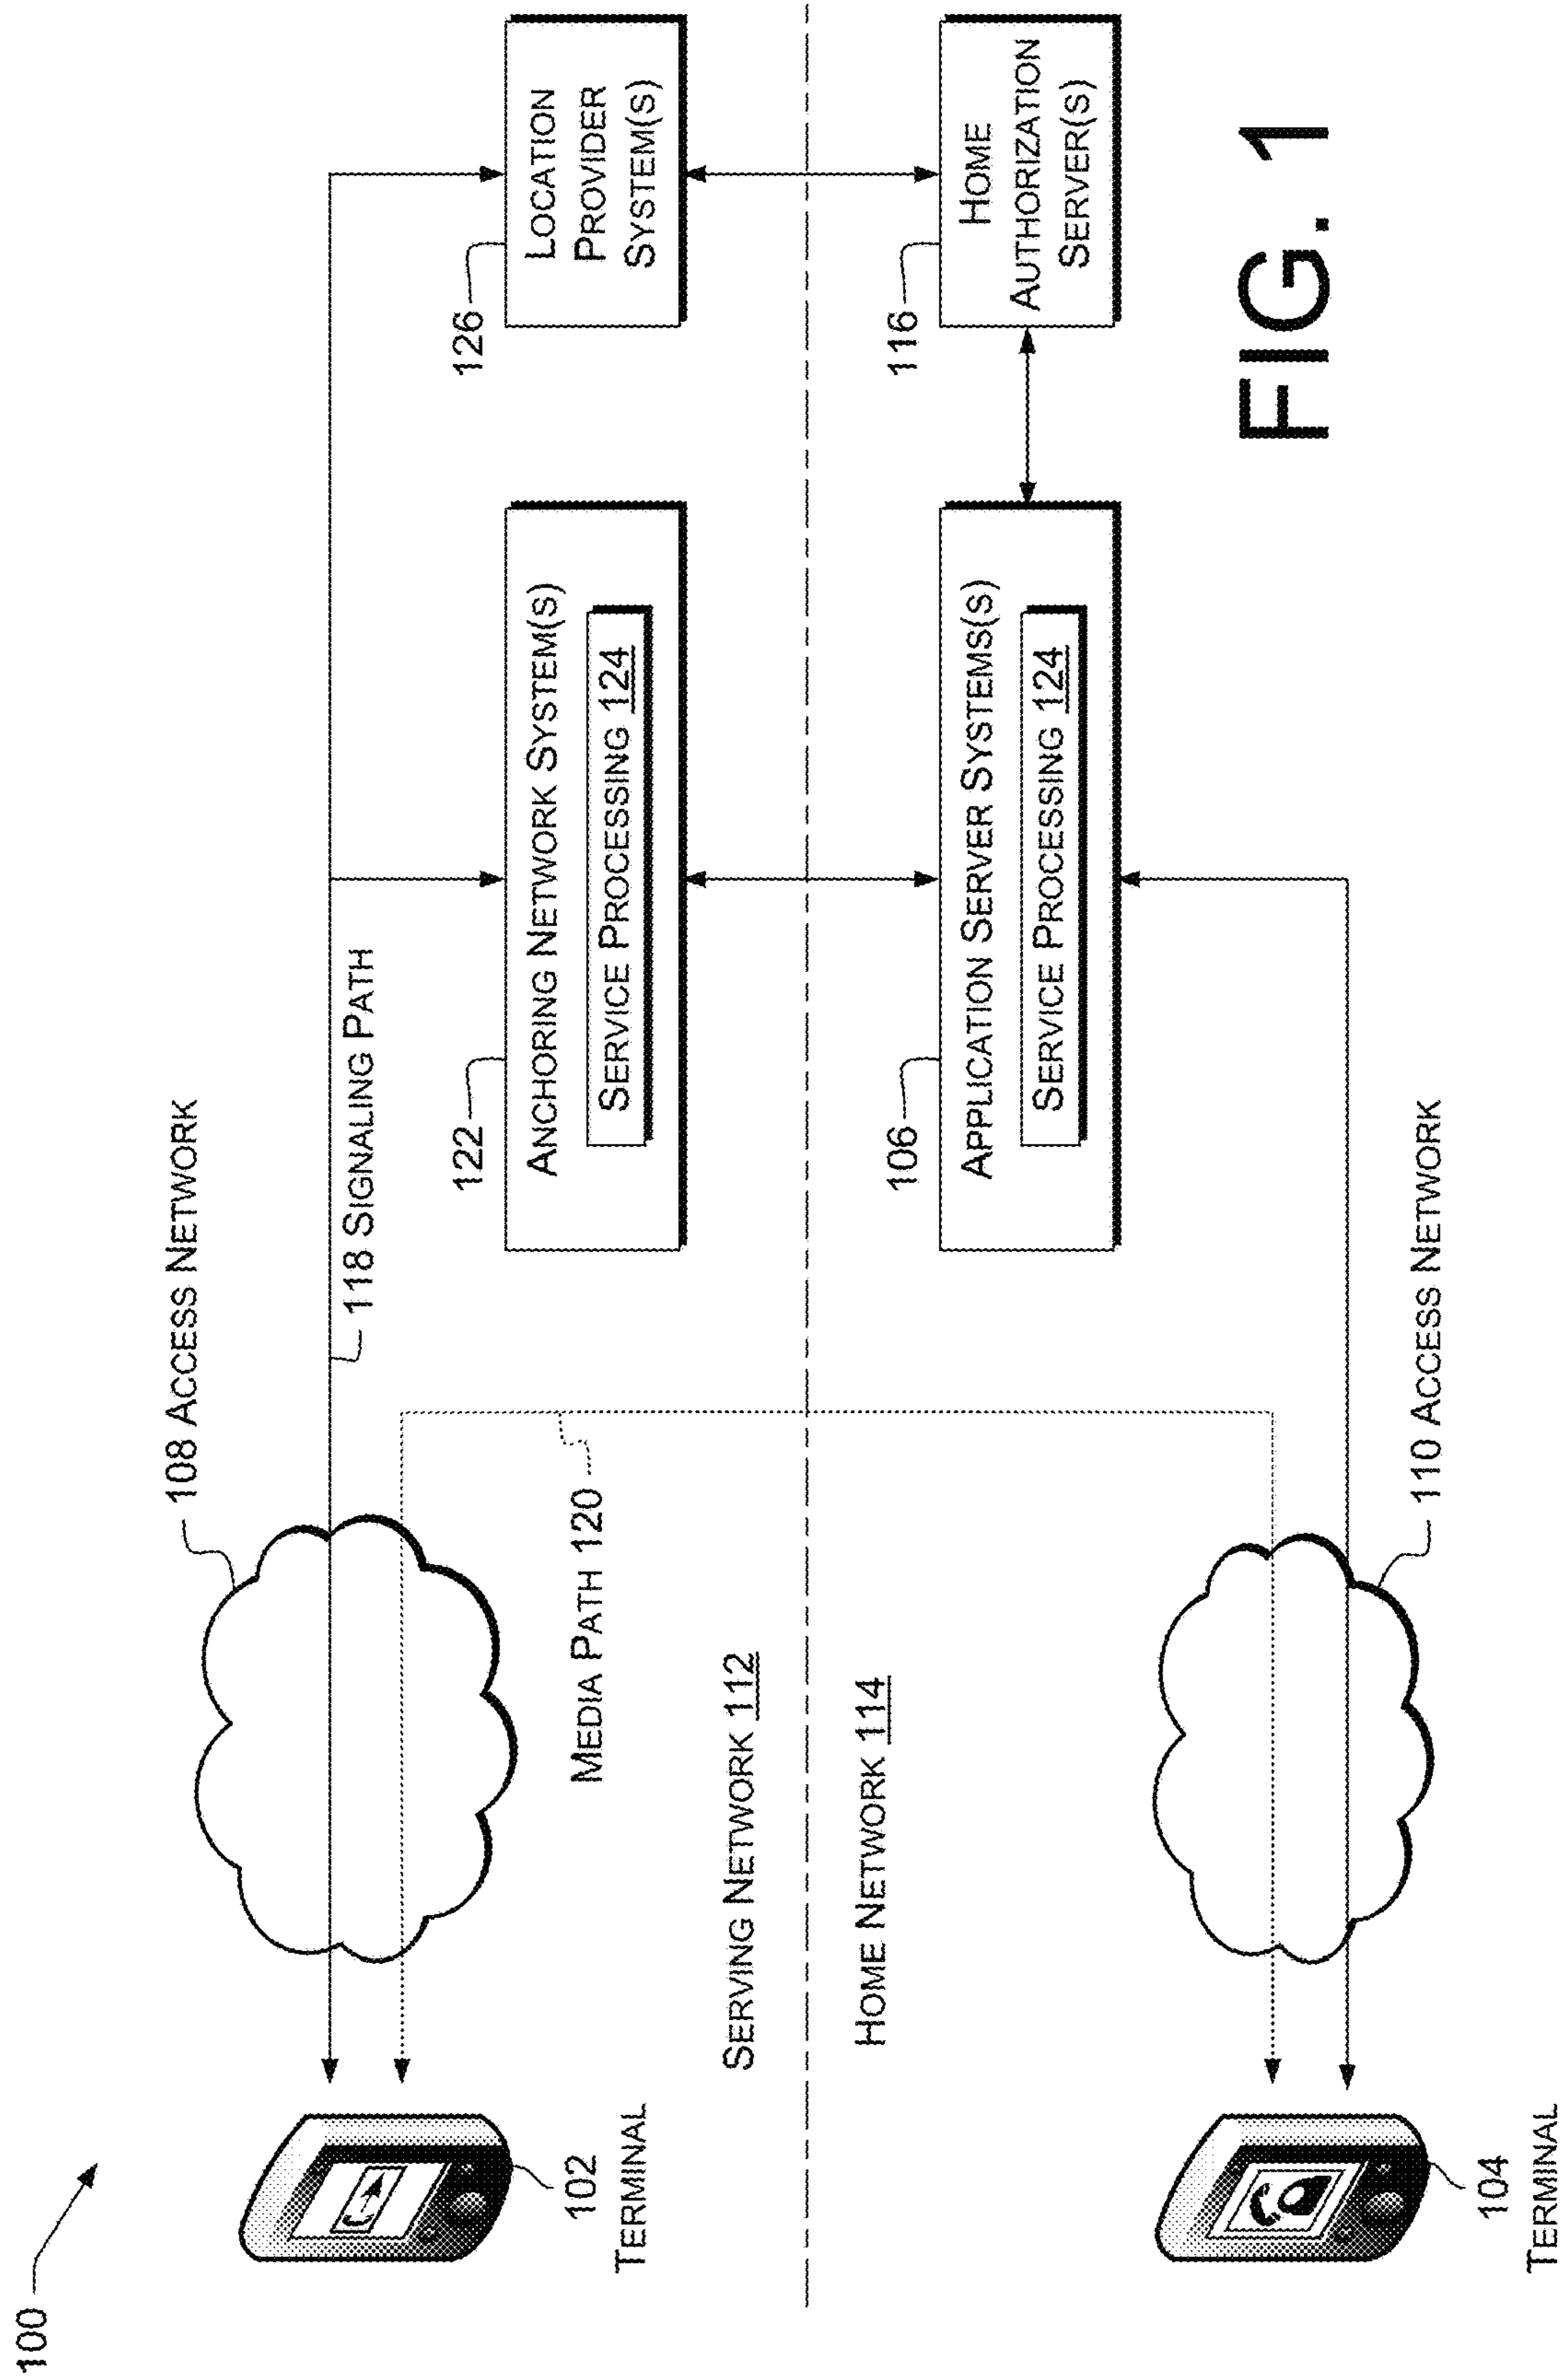 100
108 ACCESS NETWORK
118 SIGNALING PATH
102
TERMINAL
MEDIA PATH 120
122
ANCHORING NETWORK SYSTEM(S)
SERVICE PROCESSING 124
126
LOCATION
PROVIDER
SYSTEM(S)
SERVING NETWORK 112
HOME NETWORK 114
106
APPLICATION SERVER SYSTEMS(S)
SERVICE PROCESSING 124
116
HOME
AUTHORIZATION
SERVER(S)
104
TERMINAL
110 ACCESS NETWORK
FIG. 1